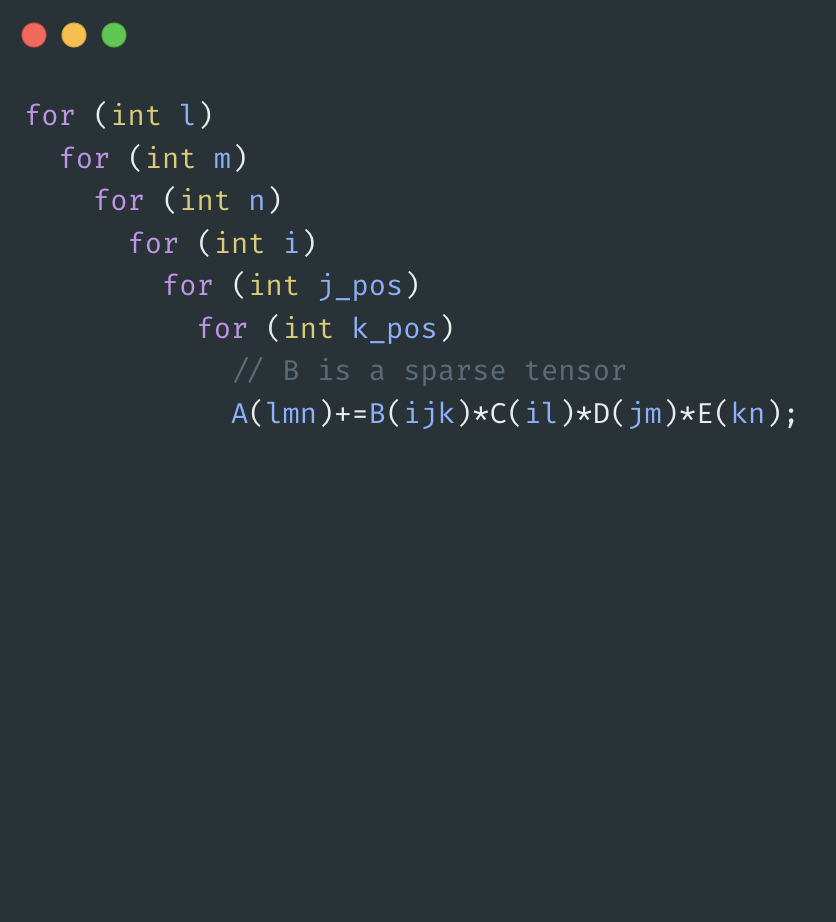 for (int l)
for (int m)
for (int n)
for (int i)
for (int j_pos)
for (int k_pos)
// B is a sparse tensor
A(lmn)+=B(ijk)*C(il)*D(jm)*E(kn);